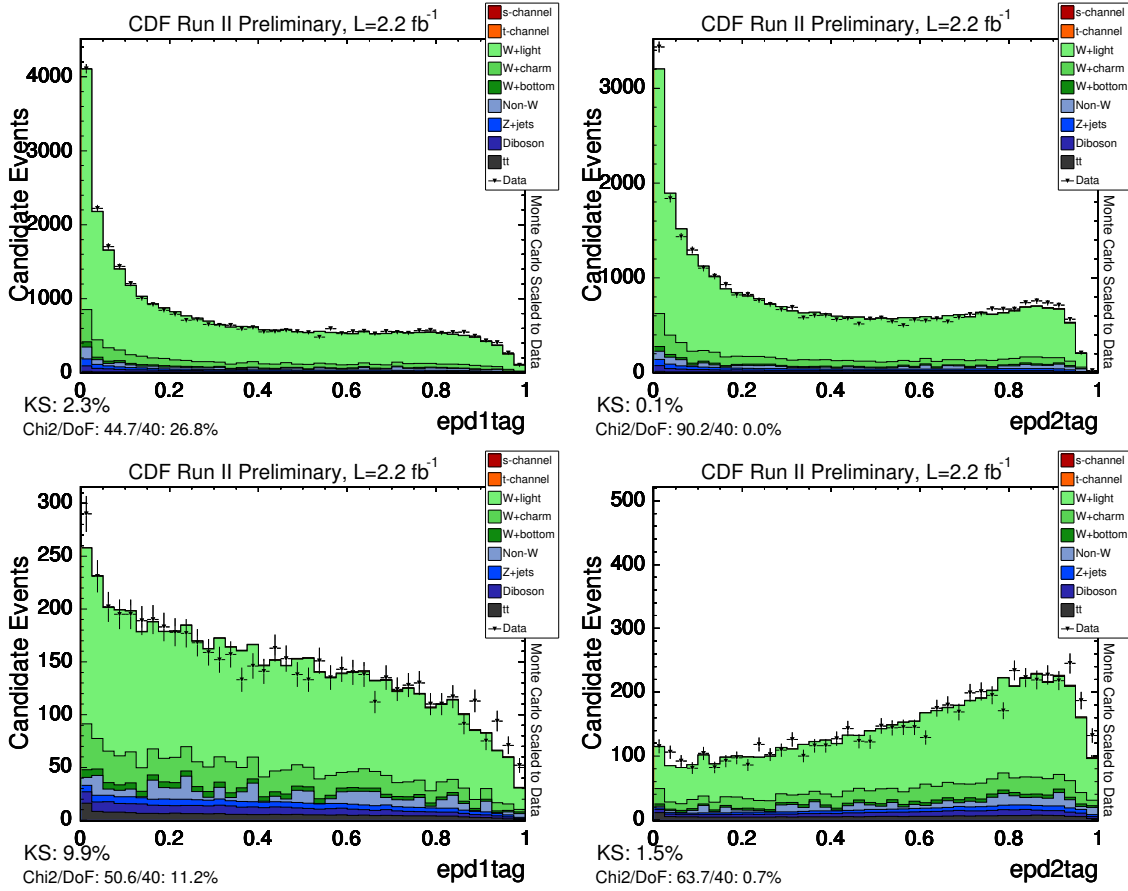 CDF Run II Preliminary, L=2.2 fb-1
s-channel
t-channel
W+light
W+charm
W+bottom
Non-W
Z+jets
Diboson
tt
Data
Candidate Events
4000
3000
2000
1000
0
0 0.2 0.4 0.6 0.8 1
Monte Carlo Scaled to Data
epd1tag
KS: 2.3%
Chi2/DoF: 44.7/40: 26.8%
CDF Run II Preliminary, L=2.2 fb-1
s-channel
t-channel
W+light
W+charm
W+bottom
Non-W
Z+jets
Diboson
tt
Data
Candidate Events
3000
2000
1000
0
0 0.2 0.4 0.6 0.8 1
Monte Carlo Scaled to Data
epd2tag
KS: 0.1%
Chi2/DoF: 90.2/40: 0.0%
CDF Run II Preliminary, L=2.2 fb-1
s-channel
t-channel
W+light
W+charm
W+bottom
Non-W
Z+jets
Diboson
tt
Data
Candidate Events
300
250
200
150
100
50
0
0 0.2 0.4 0.6 0.8 1
Monte Carlo Scaled to Data
epd1tag
KS: 9.9%
Chi2/DoF: 50.6/40: 11.2%
CDF Run II Preliminary, L=2.2 fb-1
s-channel
t-channel
W+light
W+charm
W+bottom
Non-W
Z+jets
Diboson
tt
Data
Candidate Events
500
400
300
200
100
0
0 0.2 0.4 0.6 0.8 1
Monte Carlo Scaled to Data
epd2tag
KS: 1.5%
Chi2/DoF: 63.7/40: 0.7%